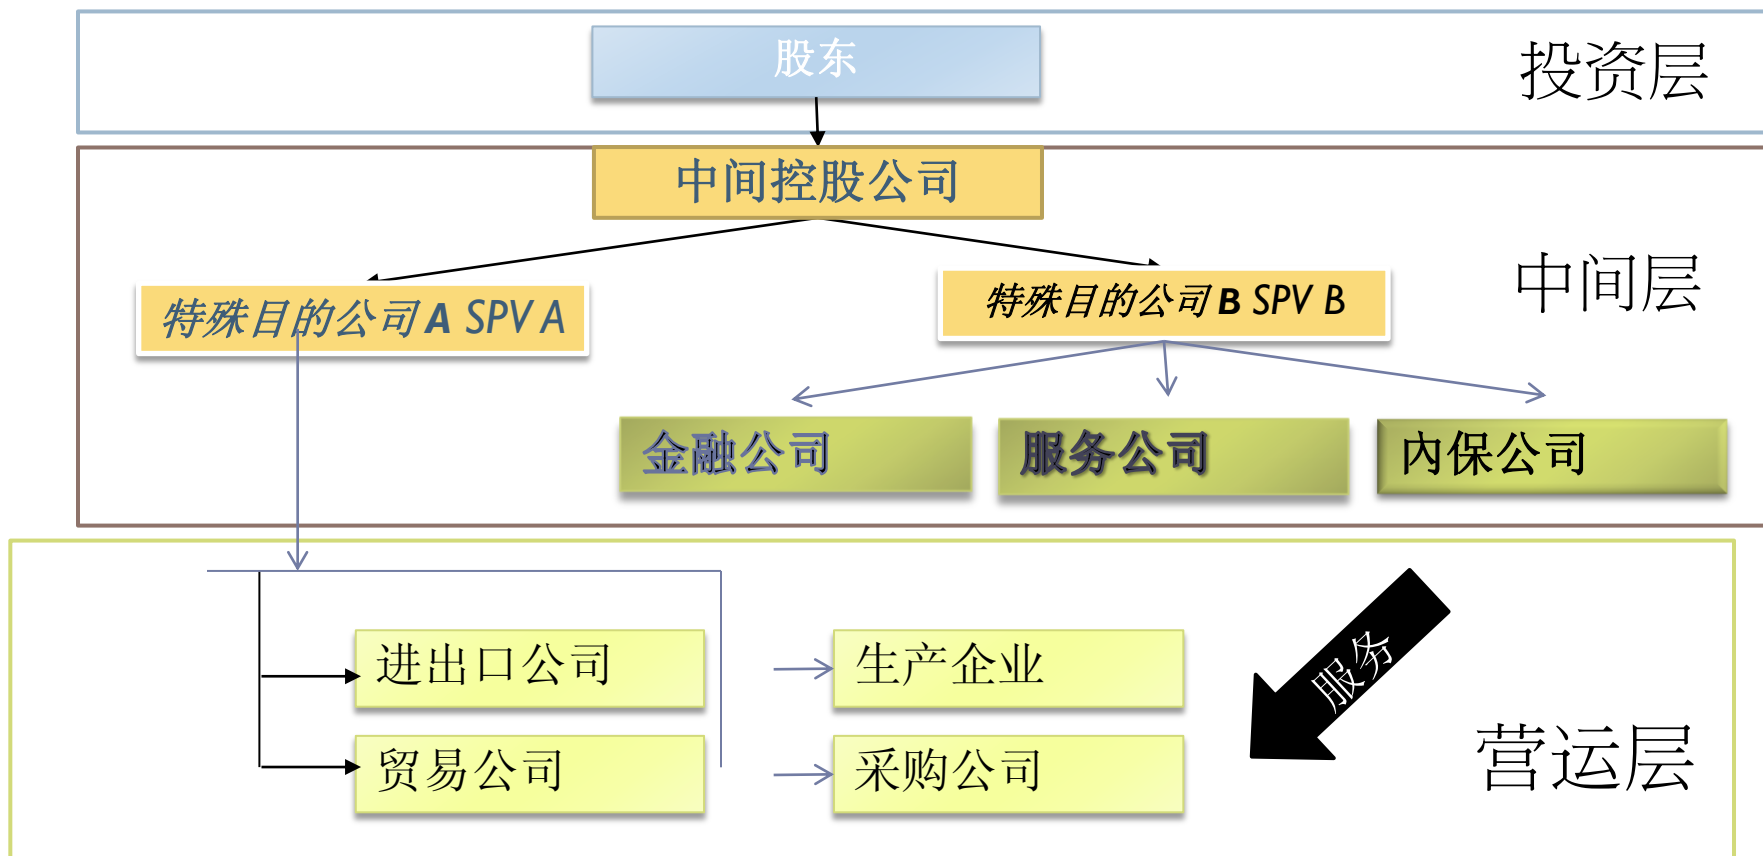 股东
投资层
中间控股公司
中间层
特殊目的公司 A SPV A
特殊目的公司 B SPV B
金融公司
服务公司
内保公司
进出口公司
生产企业
服务
贸易公司
采购公司
营运层